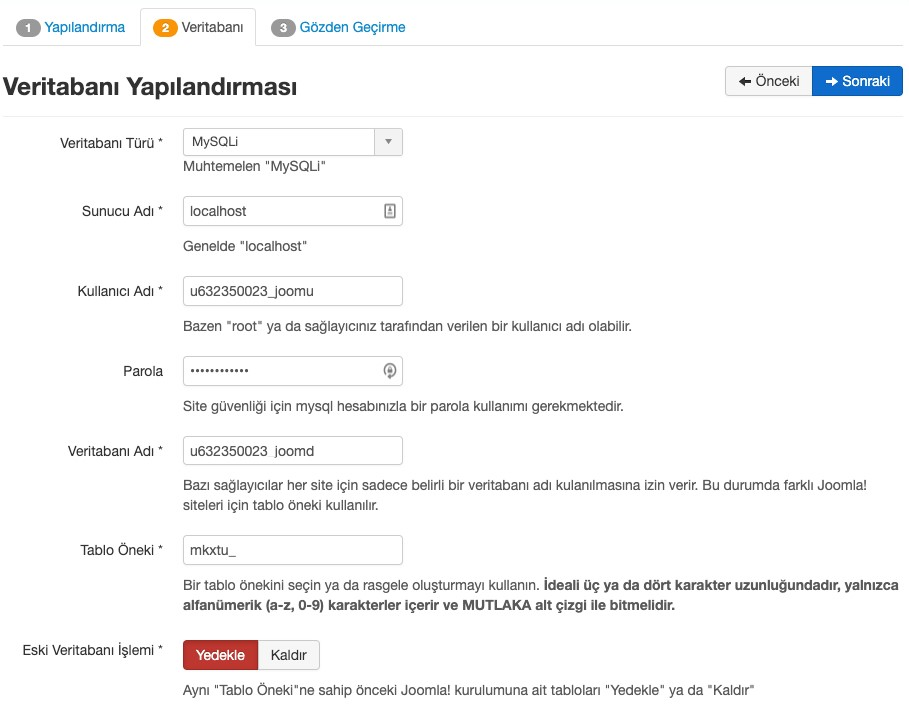 1 Yapılandırma 2 Veritabanı 3 Gözden Geçirme
Veritabanı Yapılandırması
Önceki Sonraki
Veritabanı Türü * MySQLi
Muhtemelen "MySQLi"
Sunucu Adı * localhost
Genelde "localhost"
Kullanıcı Adı * u632350023_joomu
Bazen "root" ya da sağlayıcınız tarafından verilen bir kullanıcı adı olabilir.
Parola ••••••••••••
Site güvenliği için mysql hesabınızla bir parola kullanımı gerekmektedir.
Veritabanı Adı * u632350023_joomd
Bazı sağlayıcılar her site için sadece belirli bir veritabanı adı kulanılmasına izin verir. Bu durumda farklı Joomla!
siteleri için tablo öneki kullanılır.
Tablo Öneki * mkxtu_
Bir tablo önekini seçin ya da rasgele oluşturmayı kullanın. İdeali üç ya da dört karakter uzunluğundadır, yalnızca
alfanümerik (a-z, 0-9) karakterler içerir ve MUTLAKA alt çizgi ile bitmelidir.
Eski Veritabanı İşlemi * Yedekle Kaldır
Aynı "Tablo Öneki"ne sahip önceki Joomla! kurulumuna ait tabloları "Yedekle" ya da "Kaldır"